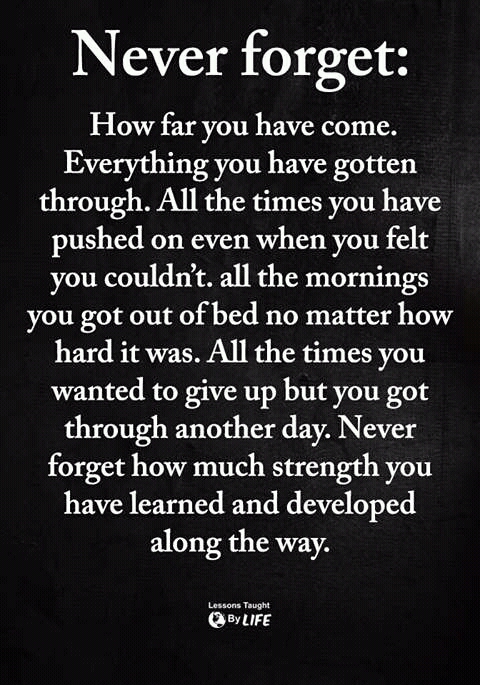 Never forget:
How far you have come.
Everything you have gotten
through. All the times you have
pushed on even when you felt
you couldn't. all the mornings
you got out of bed no matter how
hard it was. All the times you
wanted to give up but you got
through another day. Never
forget how much strength you
have learned and developed
along the way.
Lessons Taught
By LIFE